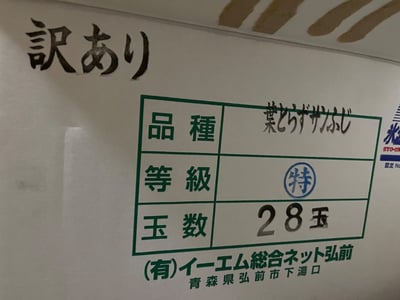 訳あり
品種 葉とらずサンふじ
等級 特
玉数 28玉
(有)イーエム総合ネット弘前
青森県弘前市下湯口